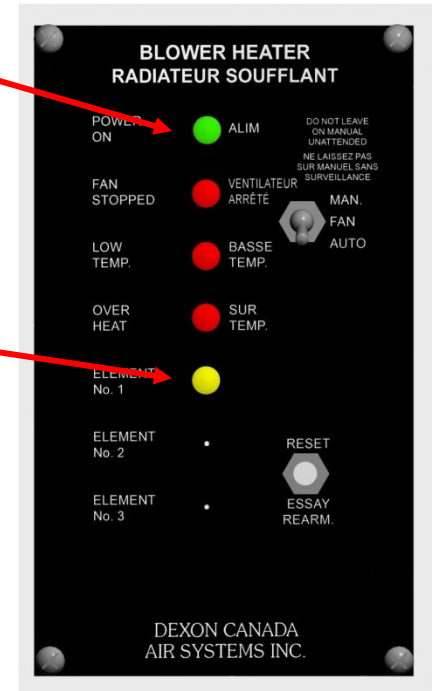 BLOWER HEATER
RADIATEUR SOUFFLANT
POWER
ON
ALIM
DO NOT LEAVE
ON MANUAL
UNATTENDED
NE LAISSEZ PAS
SUR MANUEL SANS
SURVEILLANCE
FAN
STOPPED
VENTILATEUR
ARRÊTÉ
MAN.
FAN
AUTO
LOW
TEMP.
BASSE
TEMP.
OVER
HEAT
SUR
TEMP.
ELEMENT
No. 1
ELEMENT
No. 2
RESET
ELEMENT
No. 3
ESSAY
REARM.
DEXON CANADA
AIR SYSTEMS INC.